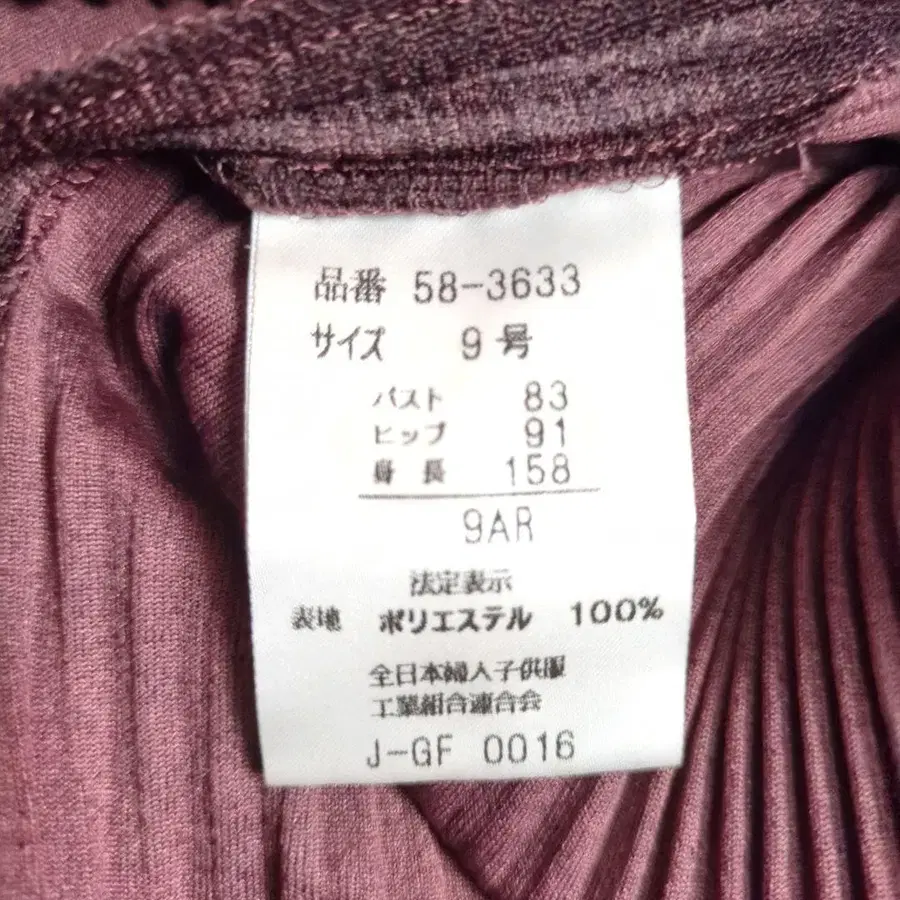 品番 58-3633
サイズ 9号
バスト 83
ヒップ 91
身長 158
9AR
法定表示
表地 ポリエステル 100%
全日本婦人子供服
工業組合連合会
J-GF 0016